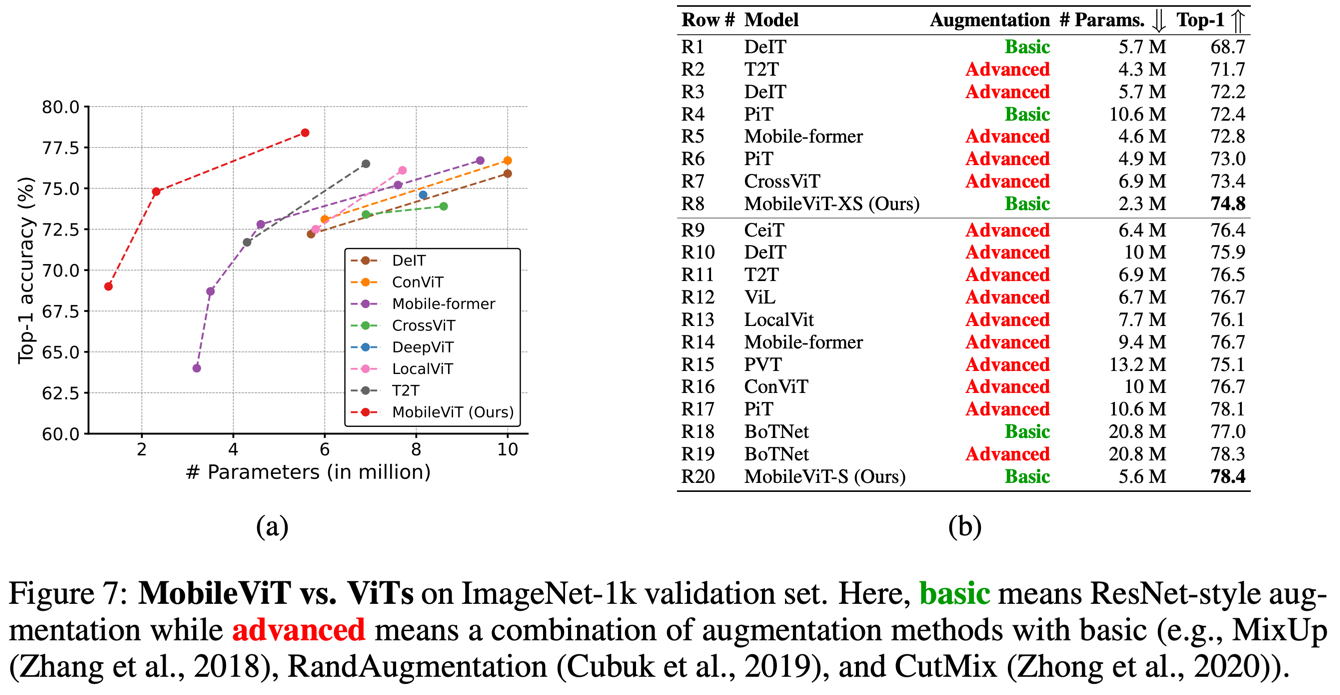 80.0
77.5
75.0
72.5
70.0
67.5
65.0
62.5
60.0
Top-1 accuracy (%)
2 4 6 8 10
# Parameters (in million)
DeIT
ConViT
Mobile-former
CrossViT
DeepViT
LocalViT
T2T
MobileViT (Ours)
(a)
Row # Model Augmentation # Params. ⇓ Top-1 ⇑
R1 DeIT Basic 5.7 M 68.7
R2 T2T Advanced 4.3 M 71.7
R3 DeIT Advanced 5.7 M 72.2
R4 PiT Basic 10.6 M 72.4
R5 Mobile-former Advanced 4.6 M 72.8
R6 PiT Advanced 4.9 M 73.0
R7 CrossViT Advanced 6.9 M 73.4
R8 MobileViT-XS (Ours) Basic 2.3 M 74.8
R9 CeiT Advanced 6.4 M 76.4
R10 DeIT Advanced 10 M 75.9
R11 T2T Advanced 6.9 M 76.5
R12 ViL Advanced 6.7 M 76.7
R13 LocalVit Advanced 7.7 M 76.1
R14 Mobile-former Advanced 9.4 M 76.7
R15 PVT Advanced 13.2 M 75.1
R16 ConViT Advanced 10 M 76.7
R17 PiT Advanced 10.6 M 78.1
R18 BoTNet Basic 20.8 M 77.0
R19 BoTNet Advanced 20.8 M 78.3
R20 MobileViT-S (Ours) Basic 5.6 M 78.4
(b)
Figure 7: MobileViT vs. ViTs on ImageNet-1k validation set. Here, basic means ResNet-style aug-
mentation while advanced means a combination of augmentation methods with basic (e.g., MixUp
(Zhang et al., 2018), RandAugmentation (Cubuk et al., 2019), and CutMix (Zhong et al., 2020)).